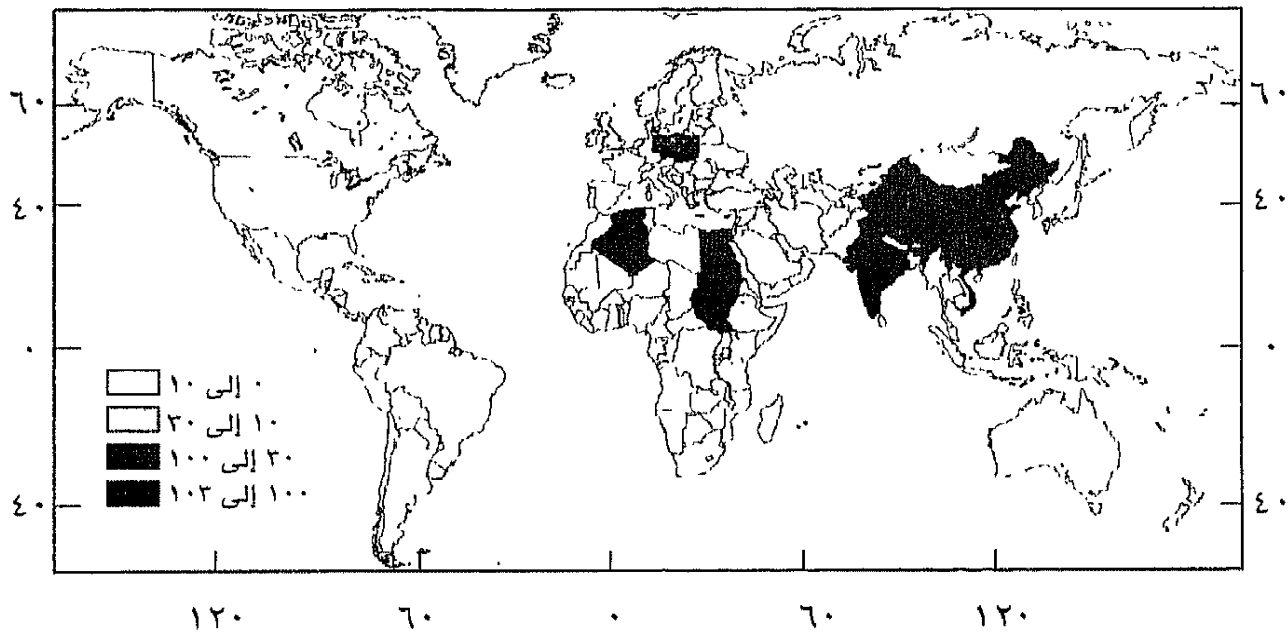 ٦٠ ٦٠
٤٠ ٤٠
٠ ٠
٠ إلى ١٠
١٠ إلى ٣٠
٣٠ إلى ١٠٠
١٠٠ إلى ١٠٣
٤٠ ٤٠
١٢٠ ٦٠ ٠ ٦٠ ١٢٠